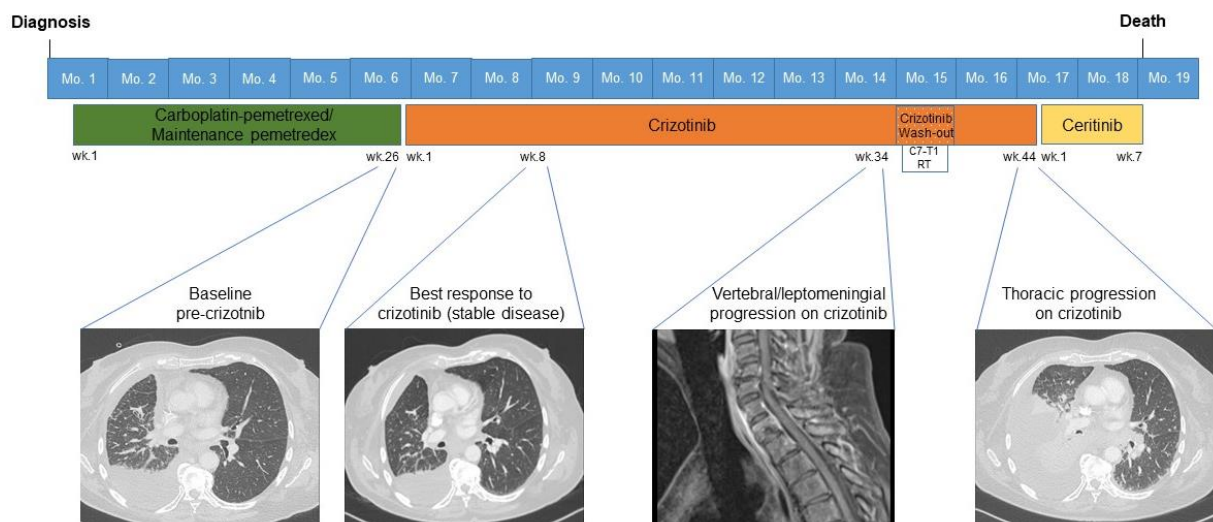 Diagnosis
Death
Mo. 1 Mo. 2 Mo. 3 Mo. 4 Mo. 5 Mo. 6 Mo. 7 Mo. 8 Mo. 9 Mo. 10 Mo. 11 Mo. 12 Mo. 13 Mo. 14 Mo. 15 Mo. 16 Mo. 17 Mo. 18 Mo. 19
Carboplatin-pemetrexed/
Maintenance pemetredex
Crizotinib
Crizotinib
Wash-out
Ceritinib
wk.1
wk.26
wk.1
wk.8
wk.34
C7-T1
RT
wk.44
wk.1
wk.7
Baseline
pre-crizotnib
Best response to
crizotinib (stable disease)
Vertebral/leptomeningial
progression on crizotinib
Thoracic progression
on crizotinib